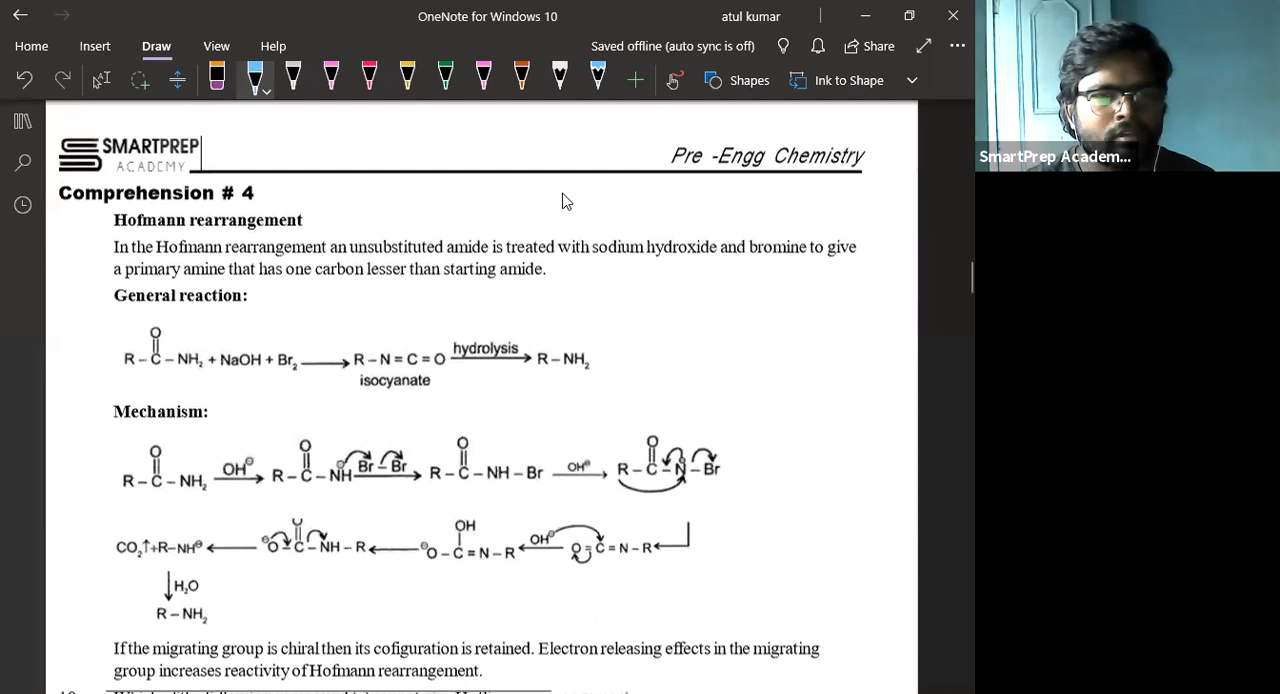 OneNote for Windows 10
atul kumar
Home Insert Draw View Help
Saved offline (auto sync is off)
Share
Shapes
Ink to Shape
SMARTPREP
ACADEMY
Pre -Engg Chemistry
SmartPrep Academ...
Comprehension # 4
Hofmann rearrangement
In the Hofmann rearrangement an unsubstituted amide is treated with sodium hydroxide and bromine to give
a primary amine that has one carbon lesser than starting amide.
General reaction:
O
R – C – NH₂ + NaOH + Br₂ ⟶ R – N = C = O hydrolysis ⟶ R – NH₂
isocyanate
Mechanism:
O O O O
R – C – NH₂ OH⊖ ⟶ R – C – NH⊖ Br – Br ⟶ R – C – NH – Br OH⊖ ⟶ R – C – N – Br
OH
CO₂↑+R–NH⊖ ⟵ ⊖O – C – NH – R ⟵ ⊖O – C = N – R OH⊖ ⟵ O = C = N – R
H₂O
R – NH₂
If the migrating group is chiral then its cofiguration is retained. Electron releasing effects in the migrating
group increases reactivity of Hofmann rearrangement.